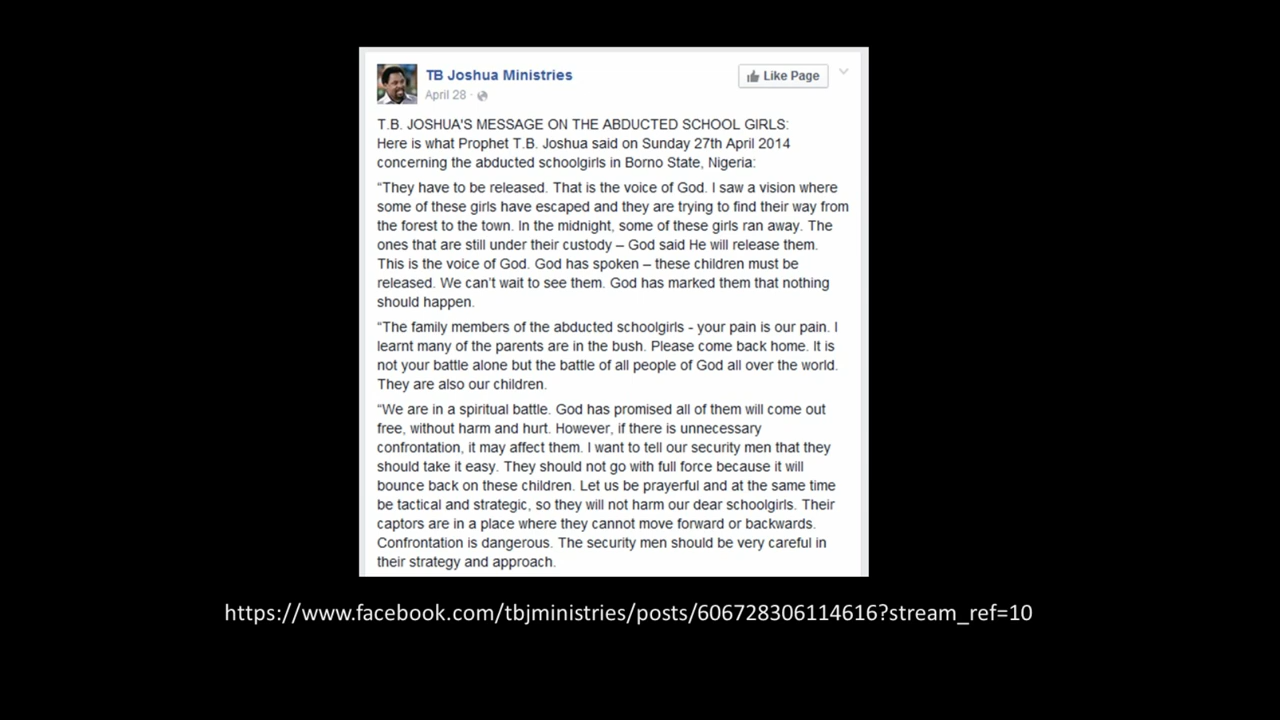 TB Joshua Ministries
Like Page
April 28 ·
T.B. JOSHUA'S MESSAGE ON THE ABDUCTED SCHOOL GIRLS:
Here is what Prophet T.B. Joshua said on Sunday 27th April 2014
concerning the abducted schoolgirls in Borno State, Nigeria:
“They have to be released. That is the voice of God. I saw a vision where
some of these girls have escaped and they are trying to find their way from
the forest to the town. In the midnight, some of these girls ran away. The
ones that are still under their custody – God said He will release them.
This is the voice of God. God has spoken – these children must be
released. We can't wait to see them. God has marked them that nothing
should happen.
“The family members of the abducted schoolgirls - your pain is our pain. I
learnt many of the parents are in the bush. Please come back home. It is
not your battle alone but the battle of all people of God all over the world.
They are also our children.
“We are in a spiritual battle. God has promised all of them will come out
free, without harm and hurt. However, if there is unnecessary
confrontation, it may affect them. I want to tell our security men that they
should take it easy. They should not go with full force because it will
bounce back on these children. Let us be prayerful and at the same time
be tactical and strategic, so they will not harm our dear schoolgirls. Their
captors are in a place where they cannot move forward or backwards.
Confrontation is dangerous. The security men should be very careful in
their strategy and approach.
https://www.facebook.com/tbjministries/posts/606728306114616?stream_ref=10